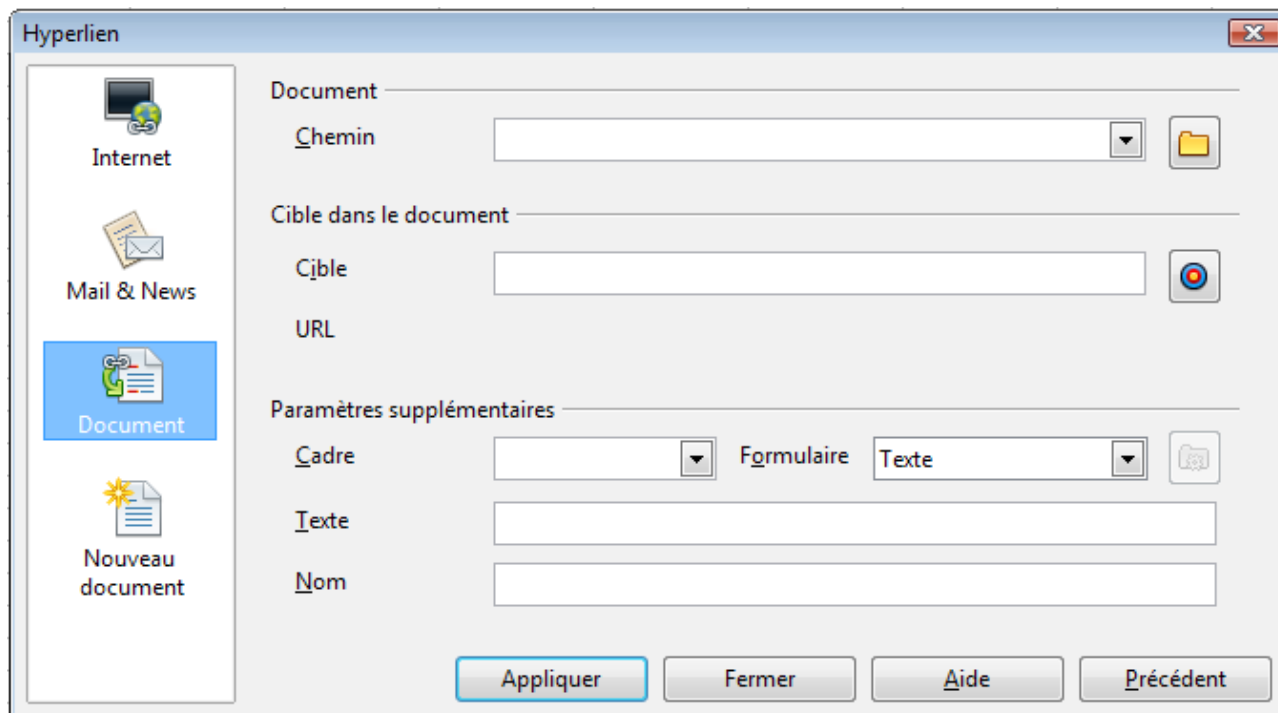 Hyperlien
Internet
Mail & News
Document
Nouveau
document
Document
Chemin
Cible dans le document
Cible
URL
Paramètres supplémentaires
Cadre
Formulaire
Texte
Texte
Nom
Appliquer
Fermer
Aide
Précédent